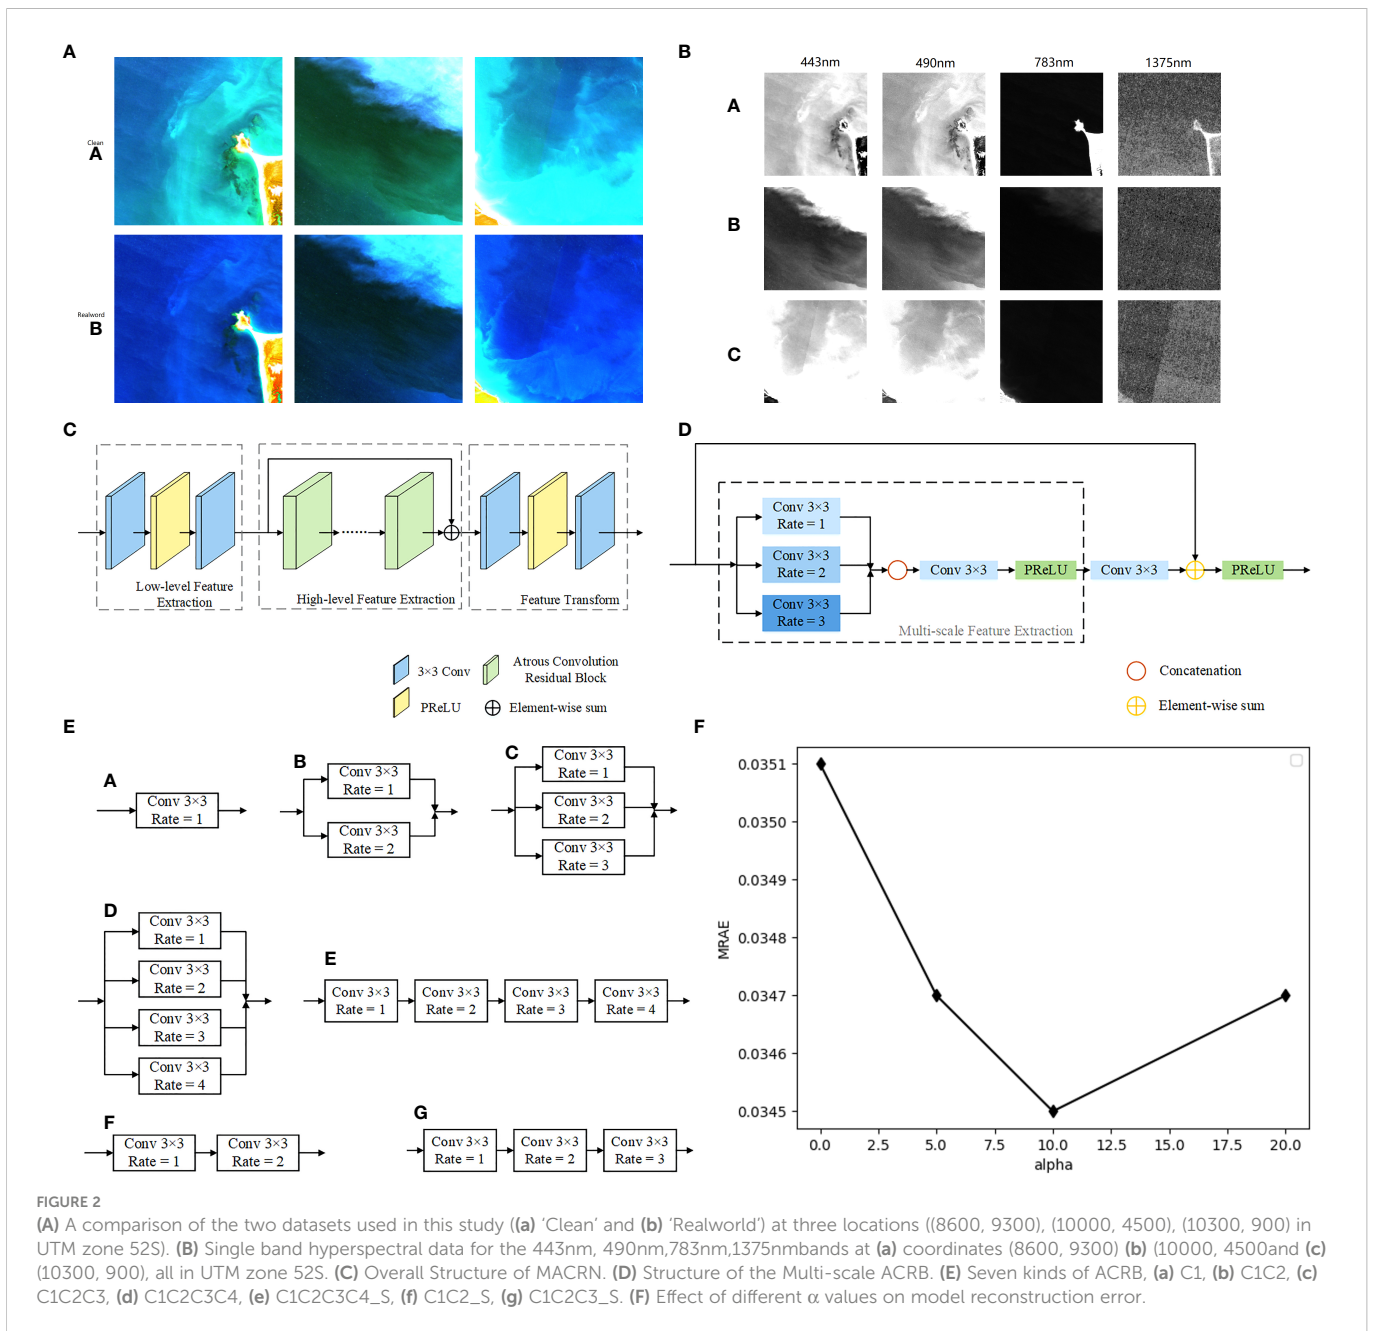 A
Clean
A
Realword
B
B
443nm
490nm
783nm
1375nm
A
B
C
C
Low-level Feature
Extraction
High-level Feature Extraction
Feature Transform
3×3 Conv
Atrous Convolution
Residual Block
PReLU
Element-wise sum
D
Conv 3×3
Rate = 1
Conv 3×3
Rate = 2
Conv 3×3
Rate = 3
Conv 3×3
PReLU
Conv 3×3
PReLU
Multi-scale Feature Extraction
Concatenation
Element-wise sum
E
A
Conv 3×3
Rate = 1
B
Conv 3×3
Rate = 1
Conv 3×3
Rate = 2
C
Conv 3×3
Rate = 1
Conv 3×3
Rate = 2
Conv 3×3
Rate = 3
D
Conv 3×3
Rate = 1
Conv 3×3
Rate = 2
Conv 3×3
Rate = 3
Conv 3×3
Rate = 4
E
Conv 3×3
Rate = 1
Conv 3×3
Rate = 2
Conv 3×3
Rate = 3
Conv 3×3
Rate = 4
F
Conv 3×3
Rate = 1
Conv 3×3
Rate = 2
G
Conv 3×3
Rate = 1
Conv 3×3
Rate = 2
Conv 3×3
Rate = 3
F
0.0351
0.0350
0.0349
0.0348
0.0347
0.0346
0.0345
MRAE
0.0
2.5
5.0
7.5
10.0
12.5
15.0
17.5
20.0
alpha
FIGURE 2
(A) A comparison of the two datasets used in this study ((a) ‘Clean’ and (b) ‘Realworld’) at three locations ((8600, 9300), (10000, 4500), (10300, 900) in
UTM zone 52S). (B) Single band hyperspectral data for the 443nm, 490nm,783nm,1375nmbands at (a) coordinates (8600, 9300) (b) (10000, 4500and (c)
(10300, 900), all in UTM zone 52S. (C) Overall Structure of MACRN. (D) Structure of the Multi-scale ACRB. (E) Seven kinds of ACRB, (a) C1, (b) C1C2, (c)
C1C2C3, (d) C1C2C3C4, (e) C1C2C3C4_S, (f) C1C2_S, (g) C1C2C3_S. (F) Effect of different α values on model reconstruction error.